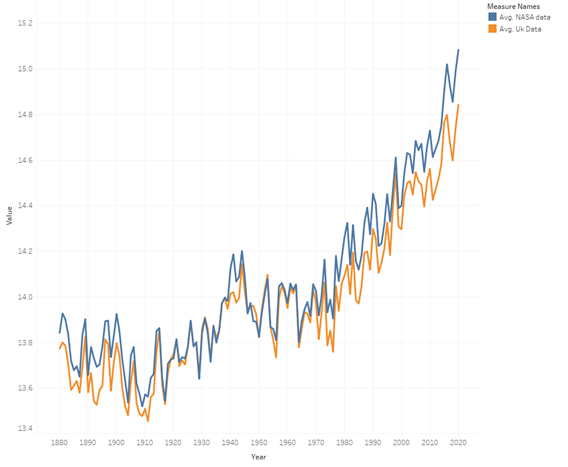 Measure Names
Avg. NASA data
Avg. Uk Data
15.2
15.0
14.8
14.6
14.4
14.2
14.0
13.8
13.6
13.4
Value
1880 1890 1900 1910 1920 1930 1940 1950 1960 1970 1980 1990 2000 2010 2020
Year